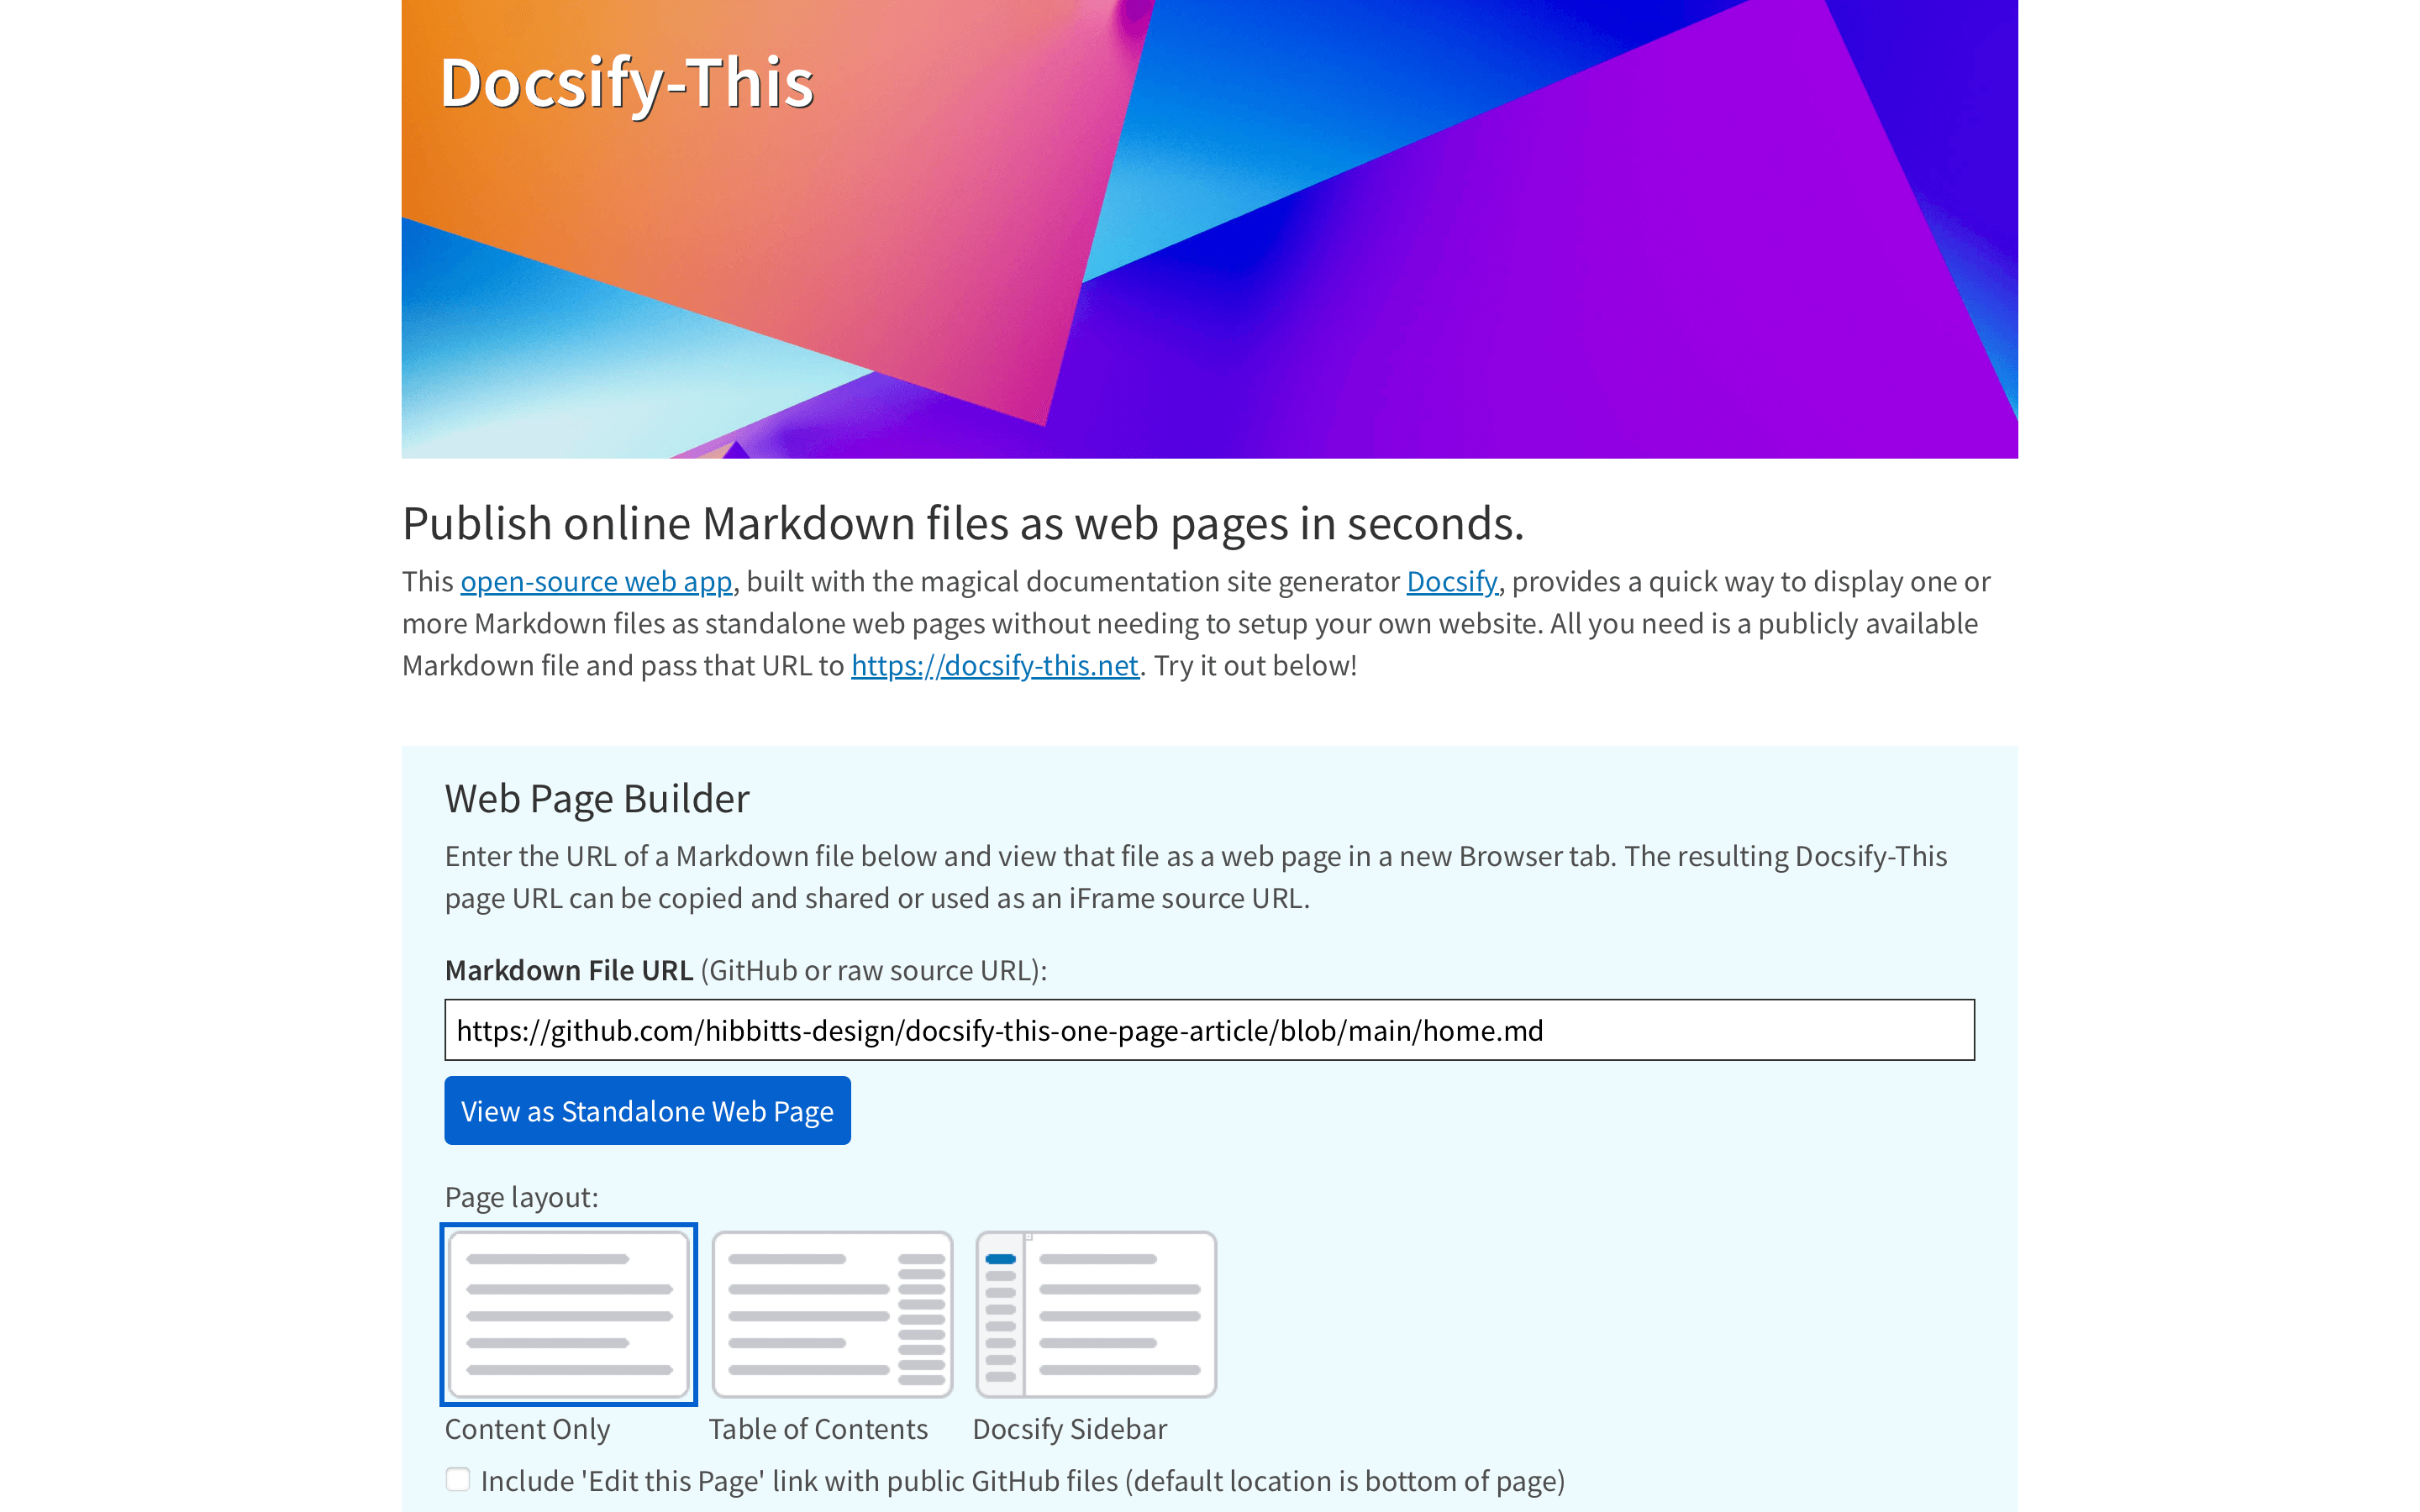 Docsify-This
Publish online Markdown files as web pages in seconds.
This open-source web app, built with the magical documentation site generator Docsify, provides a quick way to display one or
more Markdown files as standalone web pages without needing to setup your own website. All you need is a publicly available
Markdown file and pass that URL to https://docsify-this.net. Try it out below!
Web Page Builder
Enter the URL of a Markdown file below and view that file as a web page in a new Browser tab. The resulting Docsify-This
page URL can be copied and shared or used as an iFrame source URL.
Markdown File URL (GitHub or raw source URL):
https://github.com/hibbitts-design/docsify-this-one-page-article/blob/main/home.md
View as Standalone Web Page
Page layout:
Content Only
Table of Contents
Docsify Sidebar
Include 'Edit this Page' link with public GitHub files (default location is bottom of page)